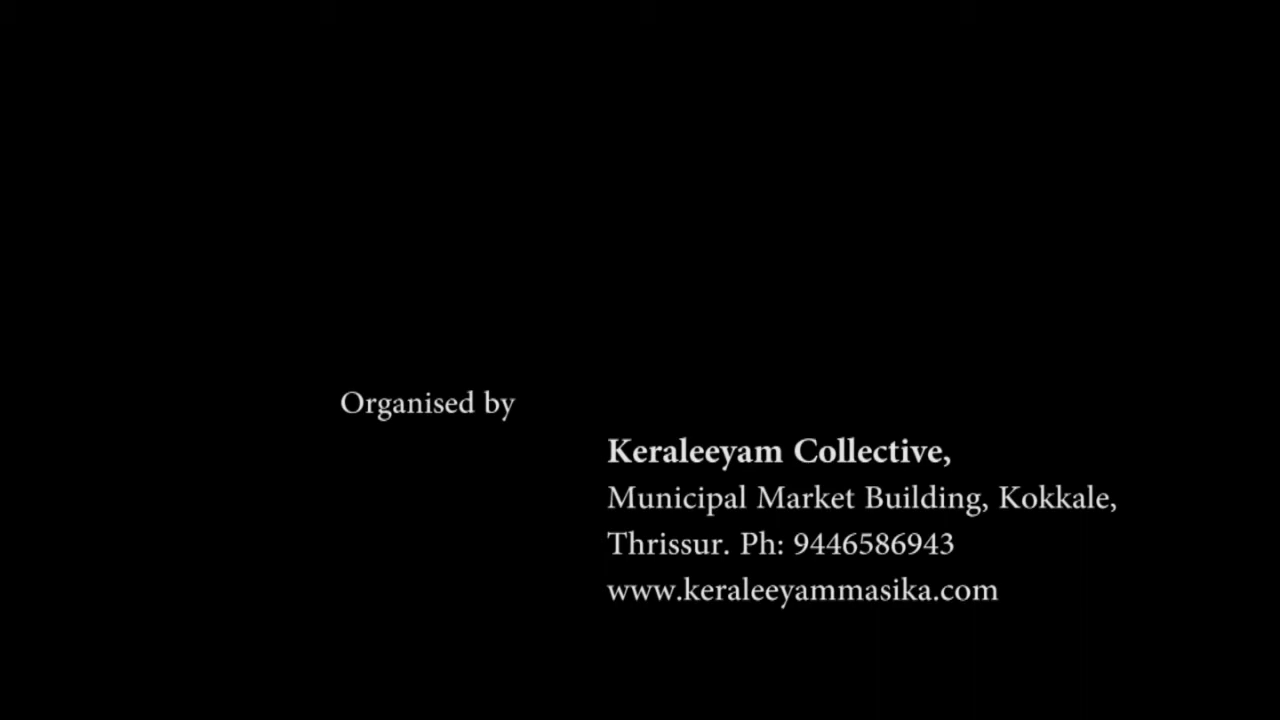 Organised by
Keraleeyam Collective,
Municipal Market Building, Kokkale,
Thrissur. Ph: 9446586943
www.keraleeyammasika.com